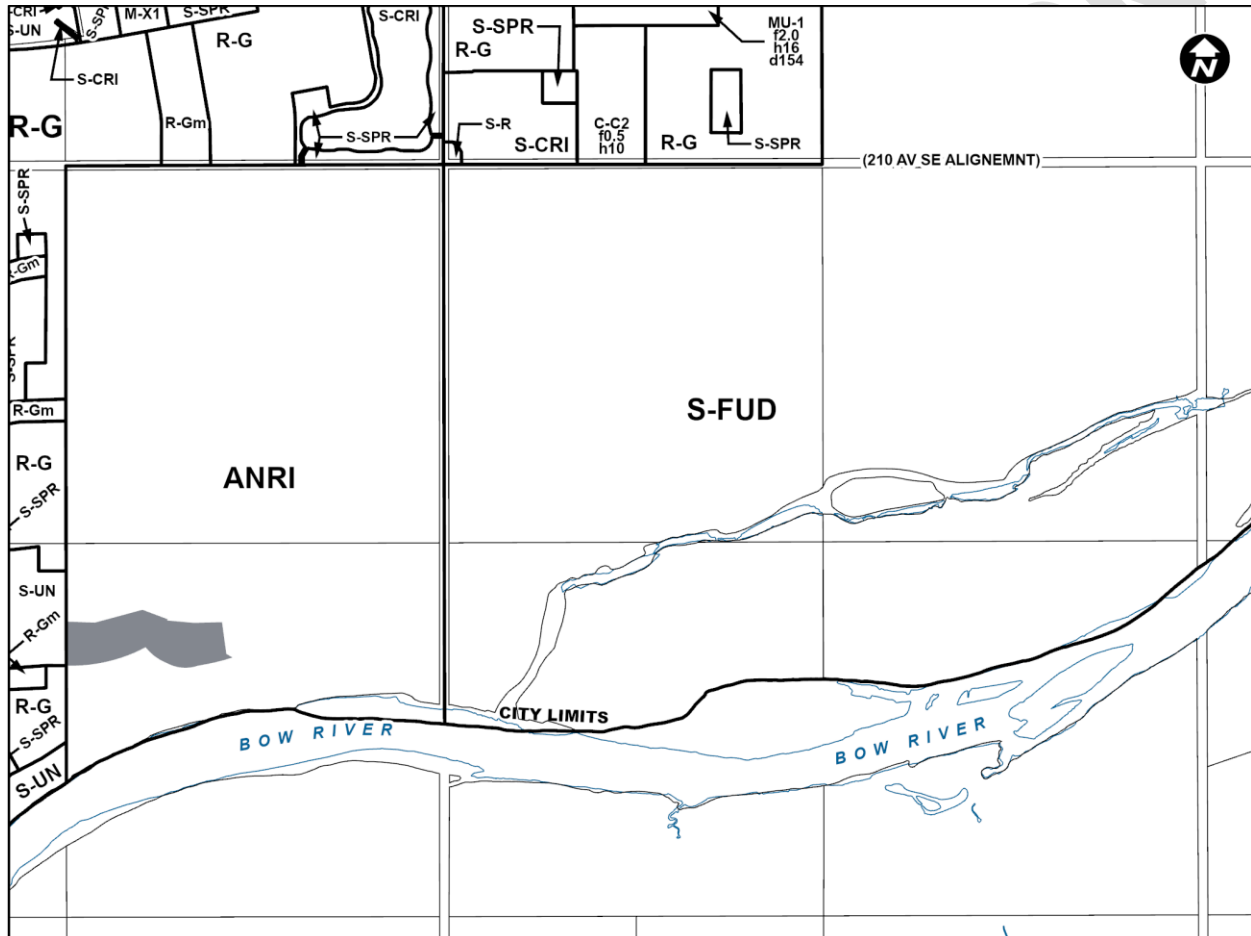 -CRI
S-UN
S-SPR
M-X1
S-SPR
R-G
S-CRI
S-CRI
R-G
R-Gm
S-SPR
S-SPR
R-G
S-R
S-CRI
C-C2
f0.5
h10
R-G
MU-1
f2.0
h16
d154
S-SPR
N
(210 AV SE ALIGNEMNT)
S-SPR
R-Gm
S-SPR
R-Gm
R-G
S-SPR
S-UN
R-Gm
R-G
S-SPR
S-UN
ANRI
S-FUD
CITY LIMITS
BOW RIVER
BOW RIVER